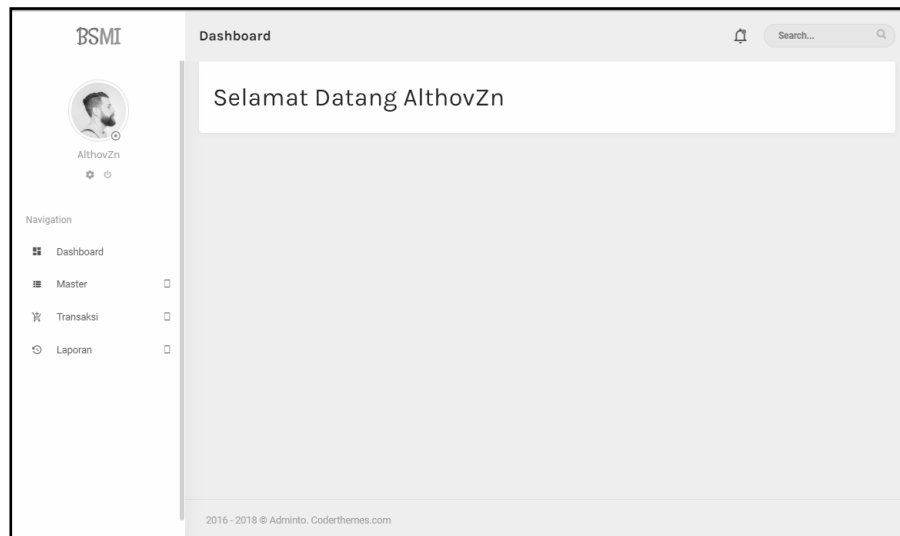 BSMI
AlthovZn
Navigation
Dashboard
Master
Transaksi
Laporan
Dashboard
Search...
Selamat Datang AlthovZn
2016 - 2018 © Adminto. Coderthemes.com